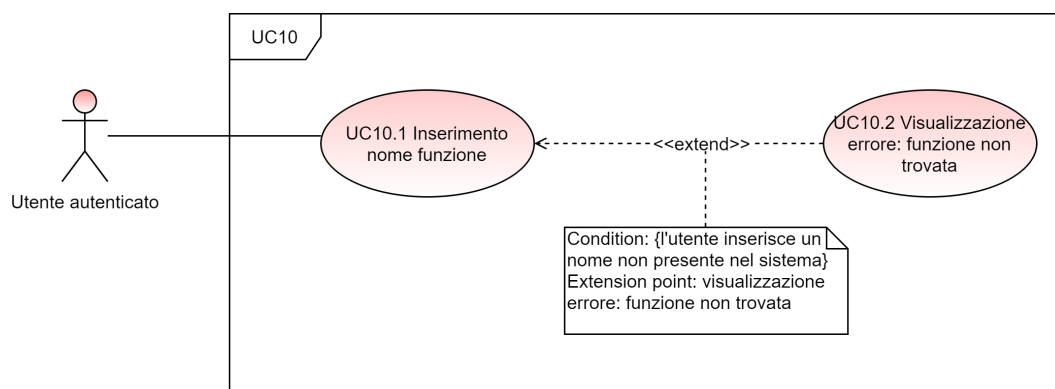 UC10
UC10.1 Inserimento
nome funzione
<<extend>>
UC10.2 Visualizzazione
errore: funzione non
trovata
Utente autenticato
Condition: {l'utente inserisce un
nome non presente nel sistema}
Extension point: visualizzazione
errore: funzione non trovata